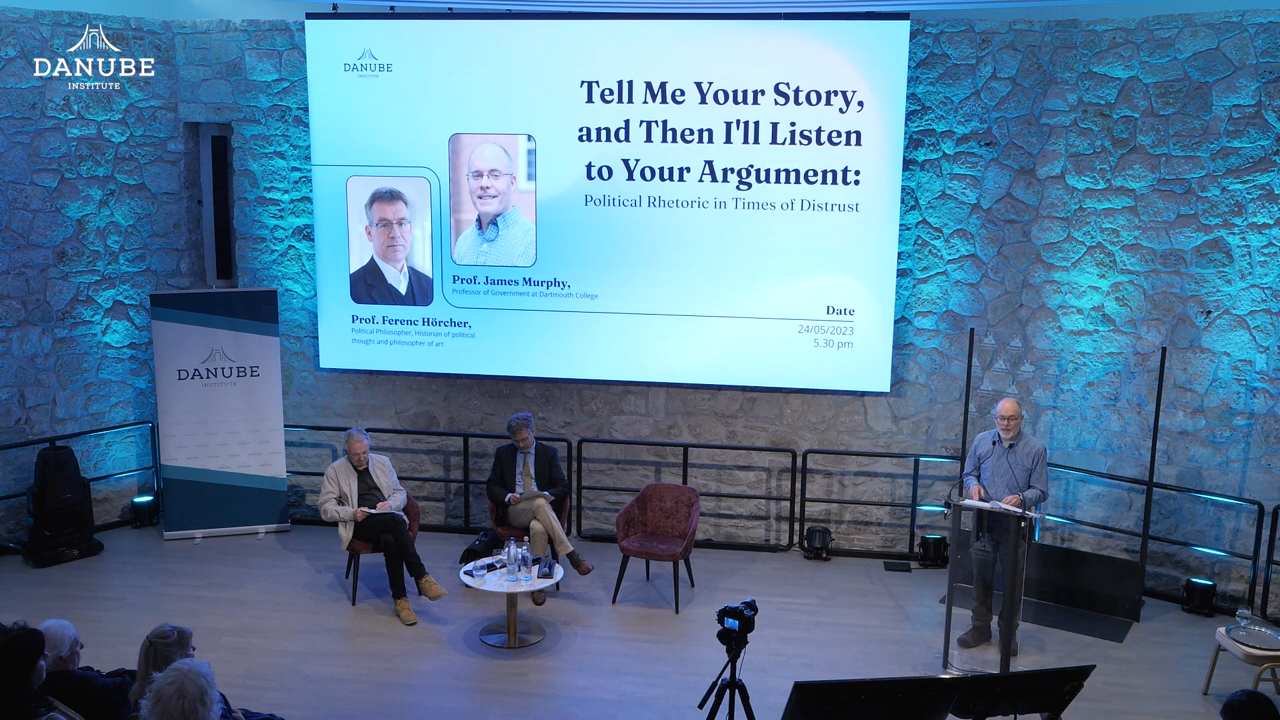 DANUBE
INSTITUTE
DANUBE
INSTITUTE
Tell Me Your Story,
and Then I'll Listen
to Your Argument:
Political Rhetoric in Times of Distrust
Prof. James Murphy,
Professor of Government at Dartmouth College
Prof. Ferenc Hörcher,
Political Philosopher, Historian of political
thought and philosopher of art
Date
24/05/2023
5.30 pm
DANUBE
INSTITUTE